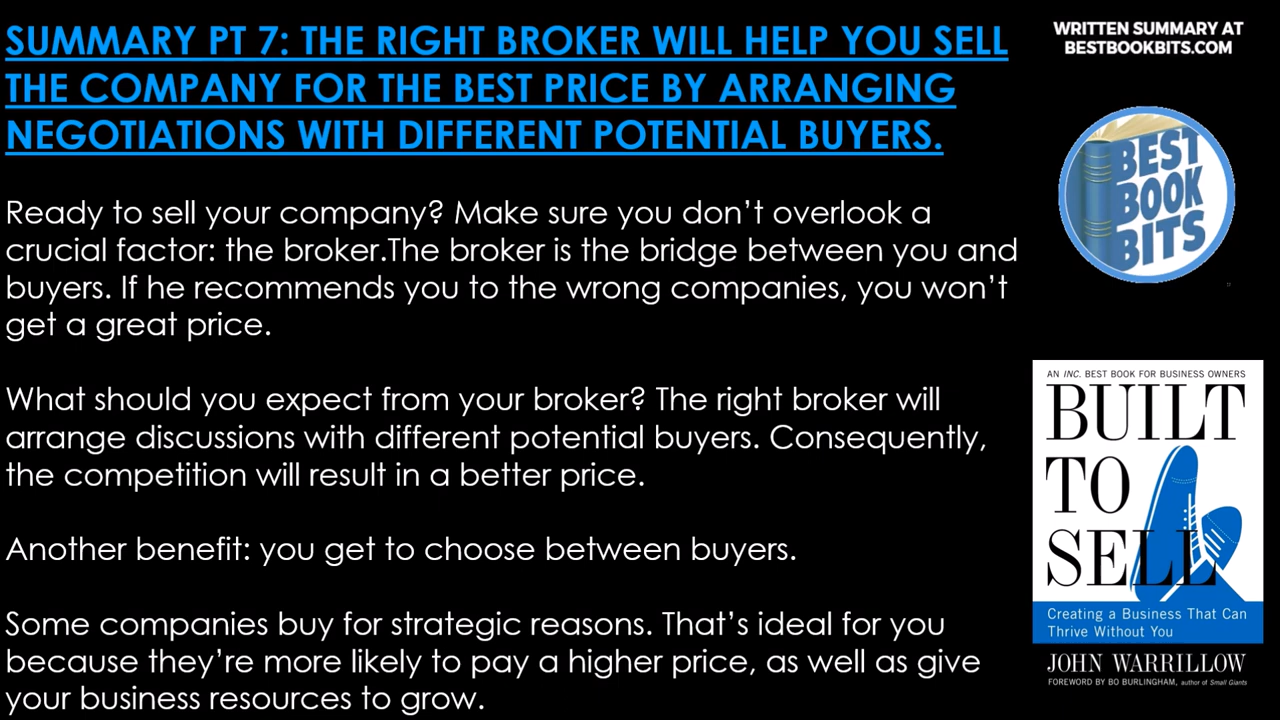 SUMMARY PT 7: THE RIGHT BROKER WILL HELP YOU SELL
THE COMPANY FOR THE BEST PRICE BY ARRANGING
NEGOTIATIONS WITH DIFFERENT POTENTIAL BUYERS.
Ready to sell your company? Make sure you don’t overlook a
crucial factor: the broker.The broker is the bridge between you and
buyers. If he recommends you to the wrong companies, you won’t
get a great price.
What should you expect from your broker? The right broker will
arrange discussions with different potential buyers. Consequently,
the competition will result in a better price.
Another benefit: you get to choose between buyers.
Some companies buy for strategic reasons. That’s ideal for you
because they’re more likely to pay a higher price, as well as give
your business resources to grow.
WRITTEN SUMMARY AT
BESTBOOKBITS.COM
BEST
BOOK
BITS
AN INC. BEST BOOK FOR BUSINESS OWNERS
BUILT
TO
SELL
Creating a Business That Can
Thrive Without You
JOHN WARRILLOW
FOREWORD BY BO BURLINGHAM, author of Small Giants